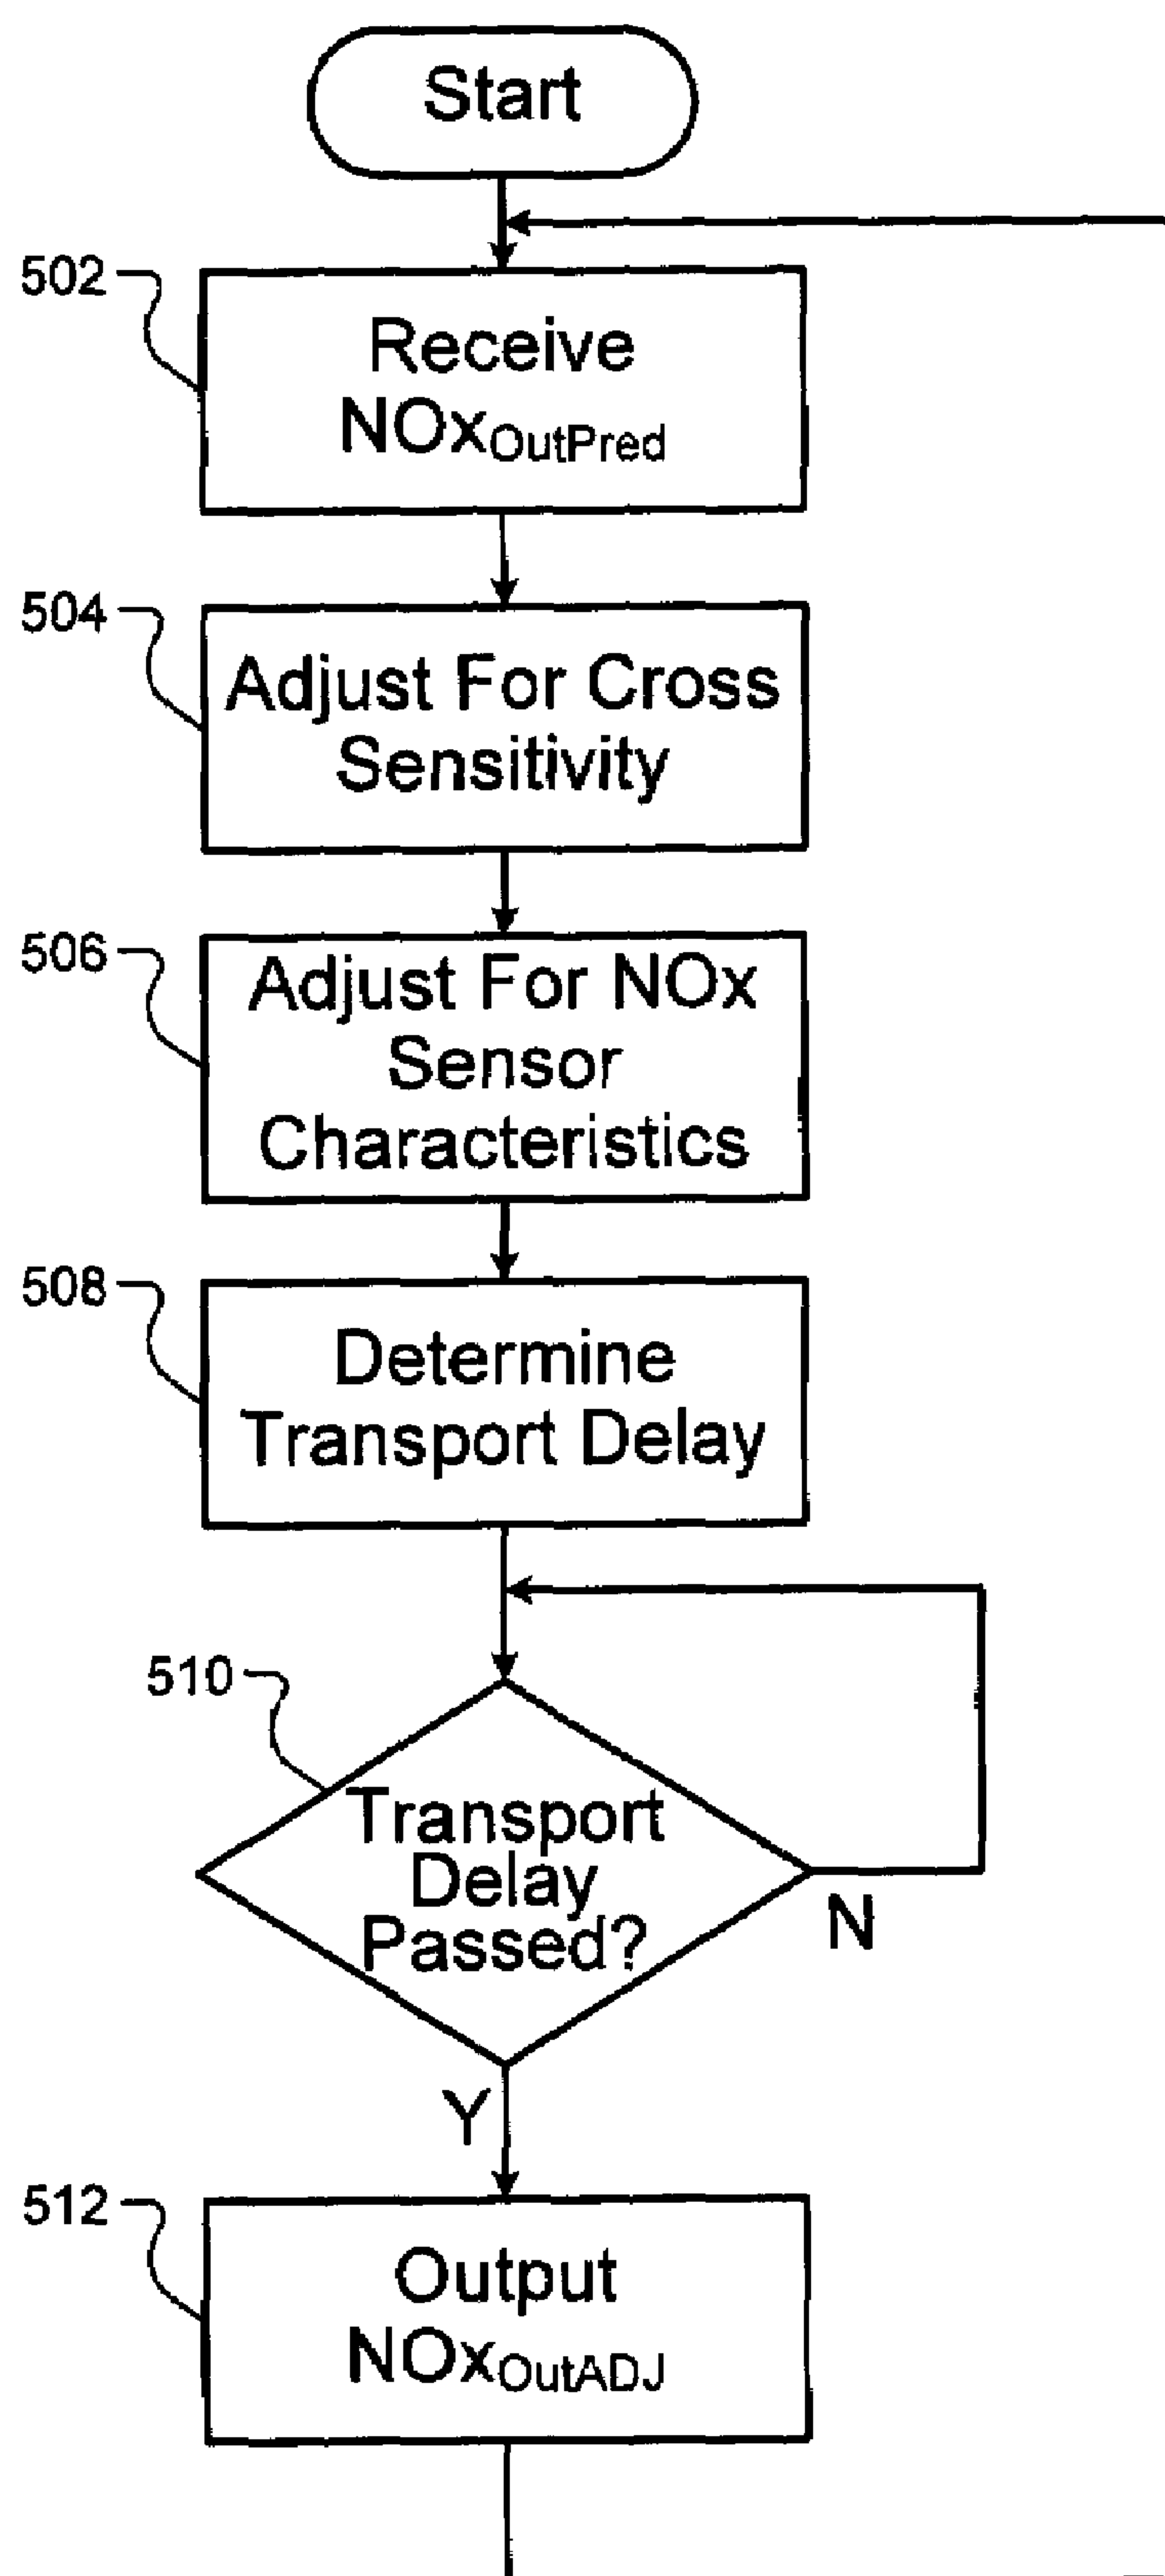 Start
502
Receive
NOxOutPred
504
Adjust For Cross
Sensitivity
506
Adjust For NOx
Sensor
Characteristics
508
Determine
Transport Delay
510
Transport
Delay
Passed?
N
Y
512
Output
NOxOutADJ